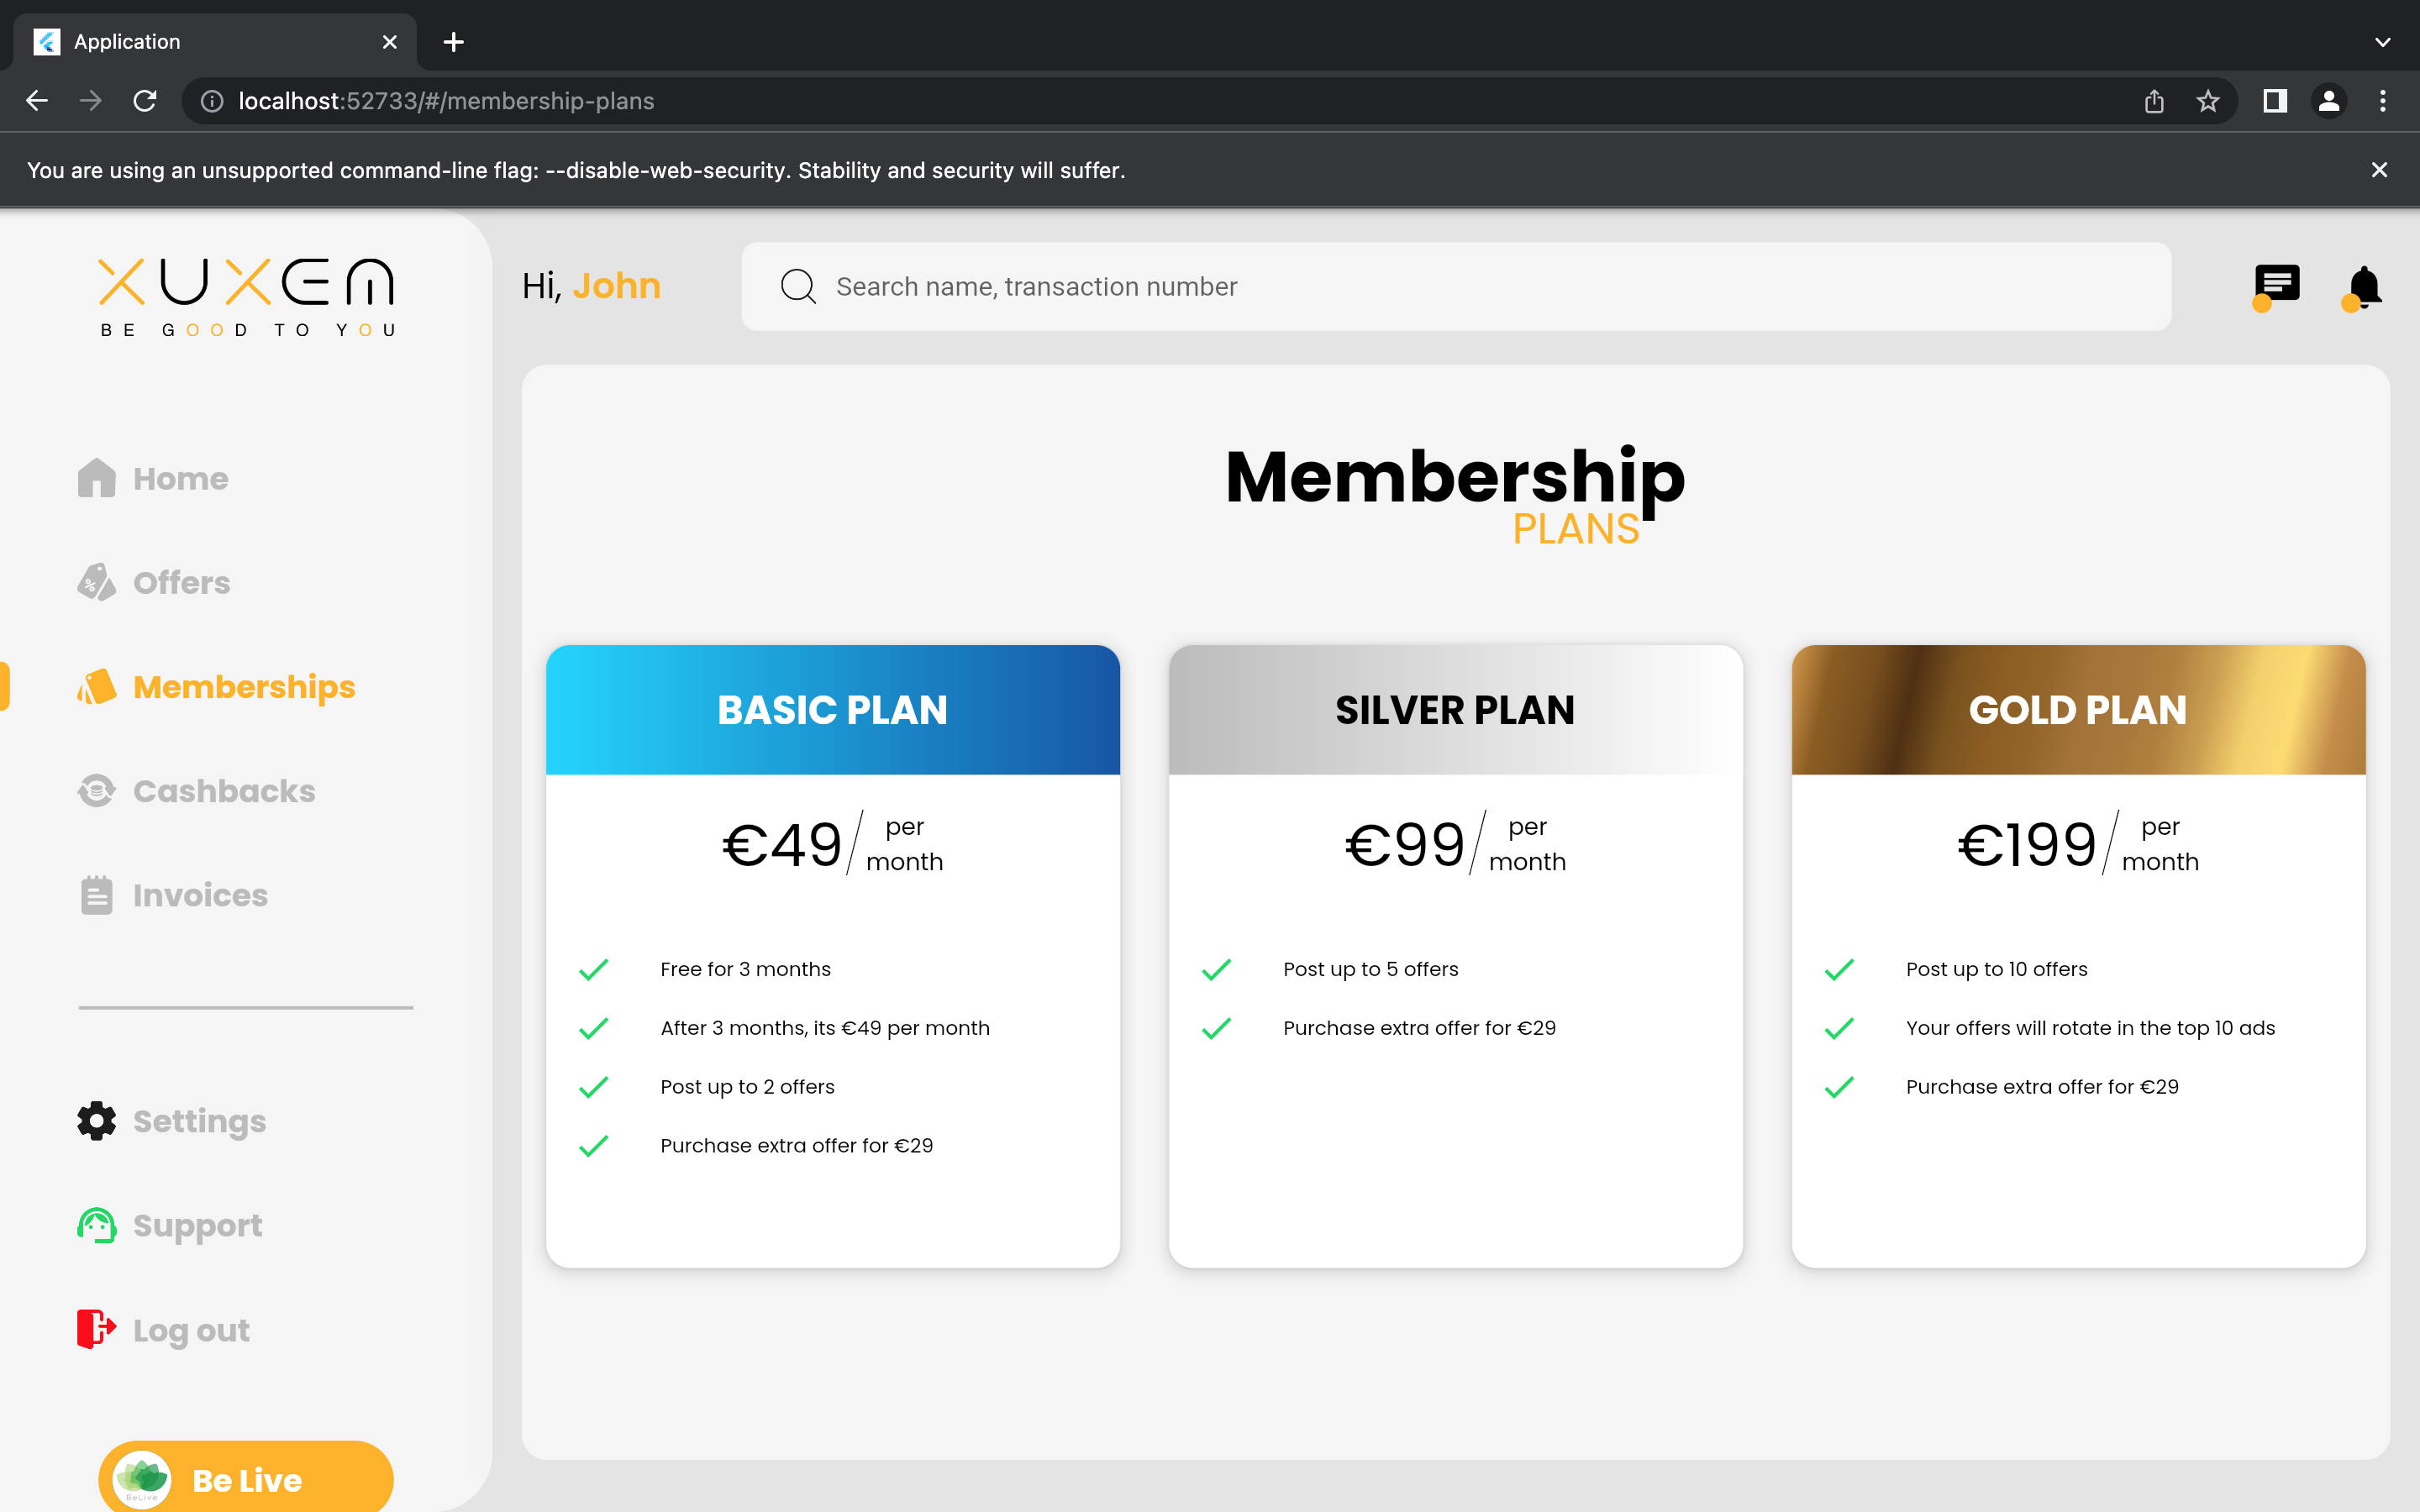 Application
localhost:52733/#/membership-plans
You are using an unsupported command-line flag: --disable-web-security. Stability and security will suffer.
XUXEM
BE GOOD TO YOU
Hi, John
Search name, transaction number
Home
Offers
Memberships
Cashbacks
Invoices
Settings
Support
Log out
BeLive
Be Live
Membership
PLANS
BASIC PLAN
€49/ per
month
Free for 3 months
After 3 months, its €49 per month
Post up to 2 offers
Purchase extra offer for €29
SILVER PLAN
€99/ per
month
Post up to 5 offers
Purchase extra offer for €29
GOLD PLAN
€199/ per
month
Post up to 10 offers
Your offers will rotate in the top 10 ads
Purchase extra offer for €29